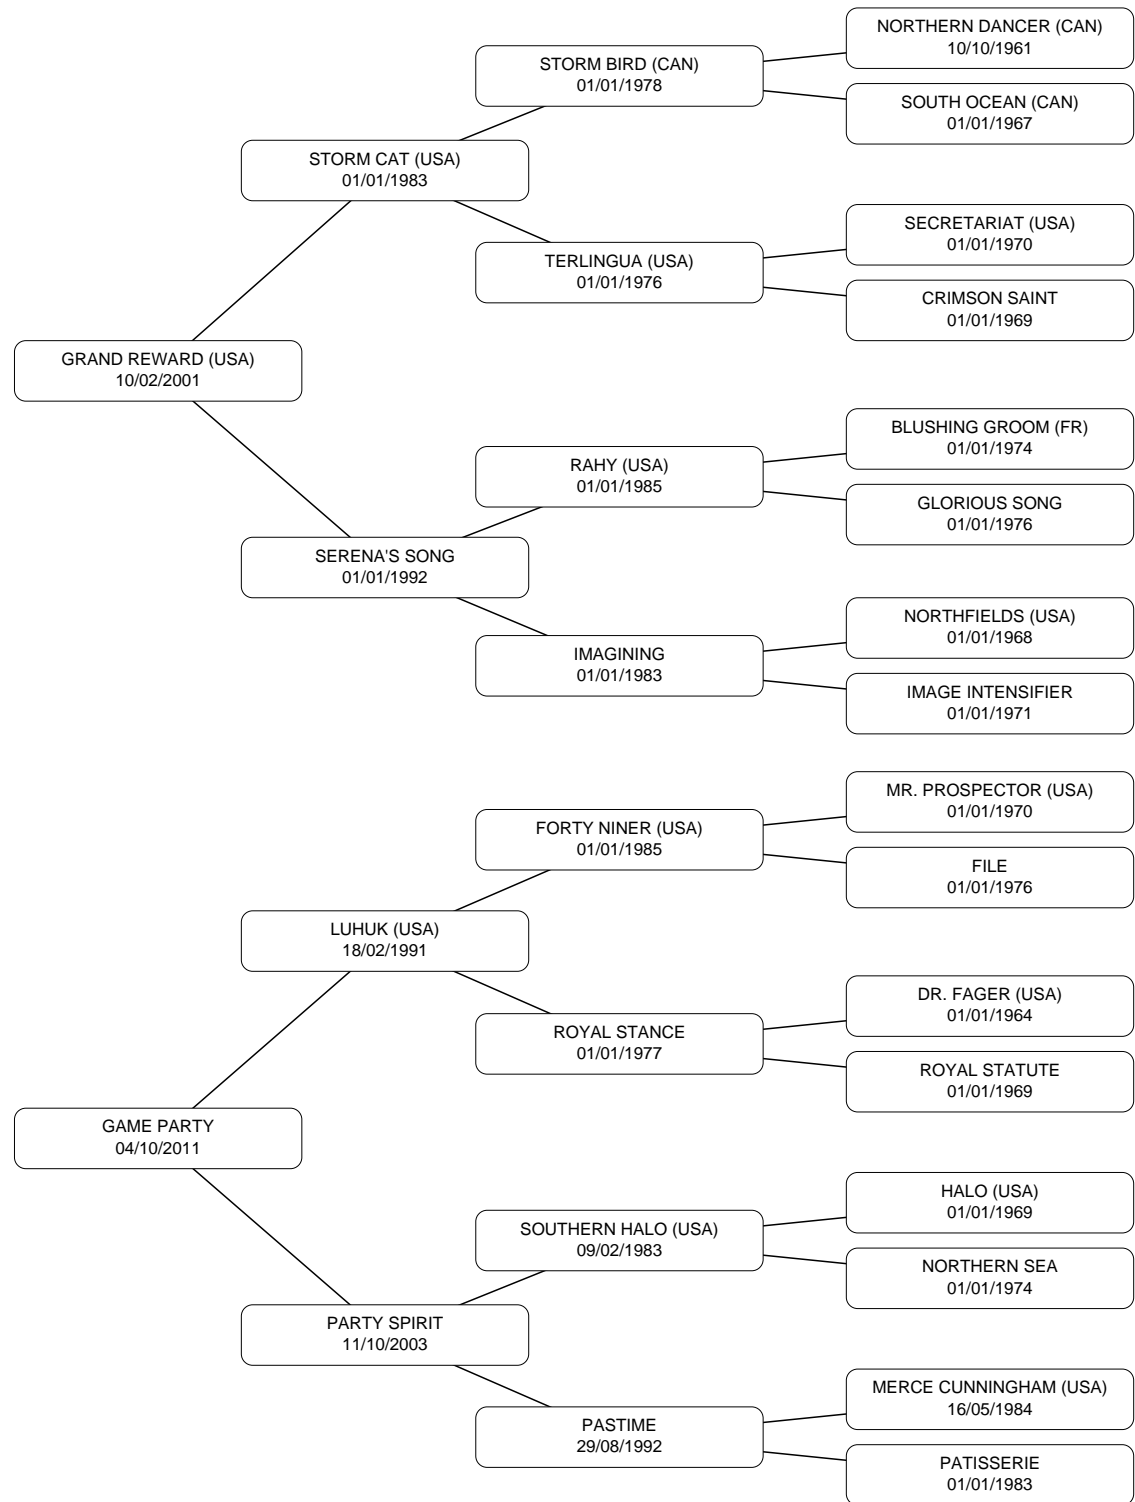 NORTHERN DANCER (CAN)
10/10/1961
STORM BIRD (CAN)
01/01/1978
SOUTH OCEAN (CAN)
01/01/1967
STORM CAT (USA)
01/01/1983
SECRETARIAT (USA)
01/01/1970
TERLINGUA (USA)
01/01/1976
CRIMSON SAINT
01/01/1969
GRAND REWARD (USA)
10/02/2001
BLUSHING GROOM (FR)
01/01/1974
RAHY (USA)
01/01/1985
GLORIOUS SONG
01/01/1976
SERENA'S SONG
01/01/1992
NORTHFIELDS (USA)
01/01/1968
IMAGINING
01/01/1983
IMAGE INTENSIFIER
01/01/1971
MR. PROSPECTOR (USA)
01/01/1970
FORTY NINER (USA)
01/01/1985
FILE
01/01/1976
LUHUK (USA)
18/02/1991
DR. FAGER (USA)
01/01/1964
ROYAL STANCE
01/01/1977
ROYAL STATUTE
01/01/1969
GAME PARTY
04/10/2011
HALO (USA)
01/01/1969
SOUTHERN HALO (USA)
09/02/1983
NORTHERN SEA
01/01/1974
PARTY SPIRIT
11/10/2003
MERCE CUNNINGHAM (USA)
16/05/1984
PASTIME
29/08/1992
PATISSERIE
01/01/1983